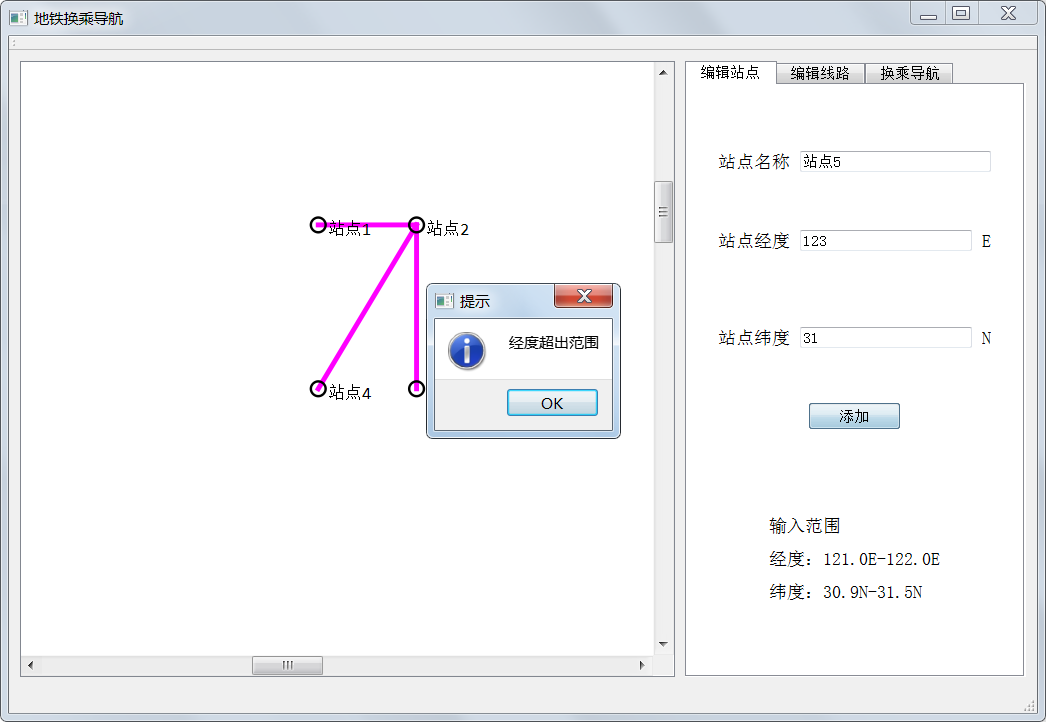 地铁换乘导航
编辑站点 编辑线路 换乘导航
站点名称 站点5
站点经度 123 E
站点纬度 31 N
添加
输入范围
经度：121.0E-122.0E
纬度：30.9N-31.5N
站点1 站点2
站点4
提示
经度超出范围
OK